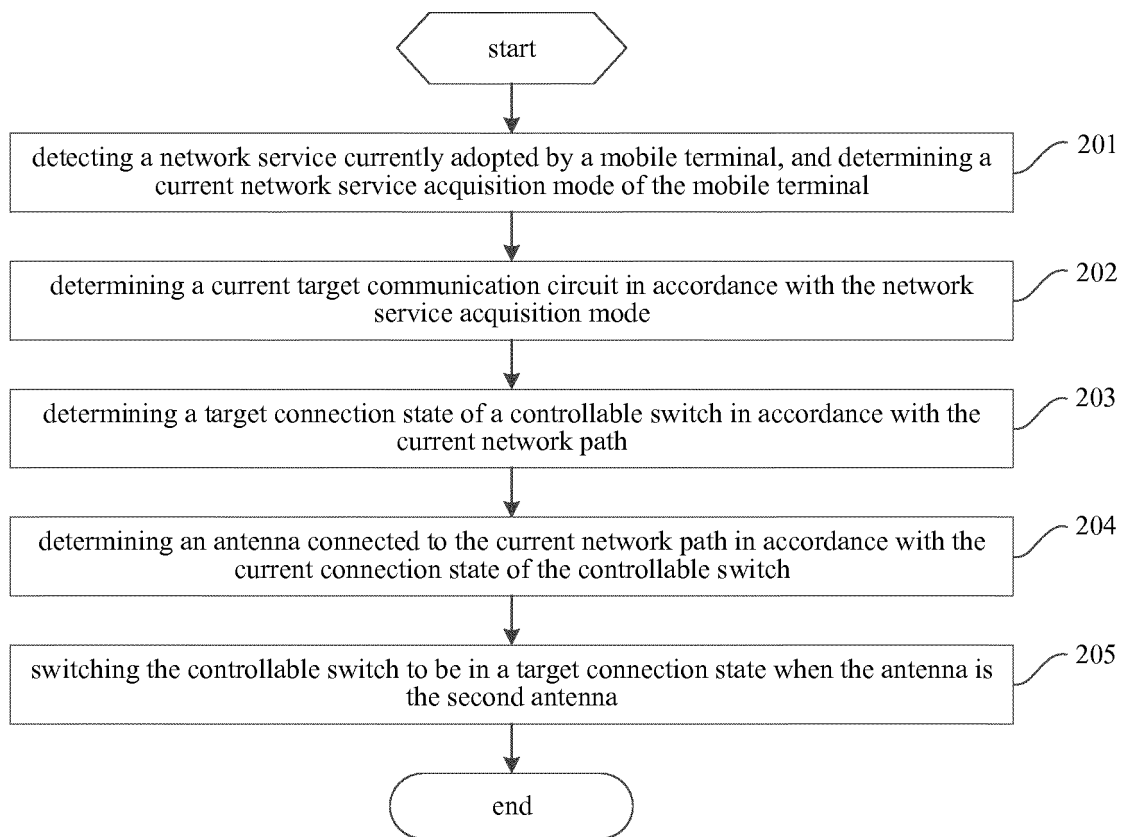 start
detecting a network service currently adopted by a mobile terminal, and determining a
current network service acquisition mode of the mobile terminal
201
determining a current target communication circuit in accordance with the network
service acquisition mode
202
determining a target connection state of a controllable switch in accordance with the
current network path
203
determining an antenna connected to the current network path in accordance with the
current connection state of the controllable switch
204
switching the controllable switch to be in a target connection state when the antenna is
the second antenna
205
end